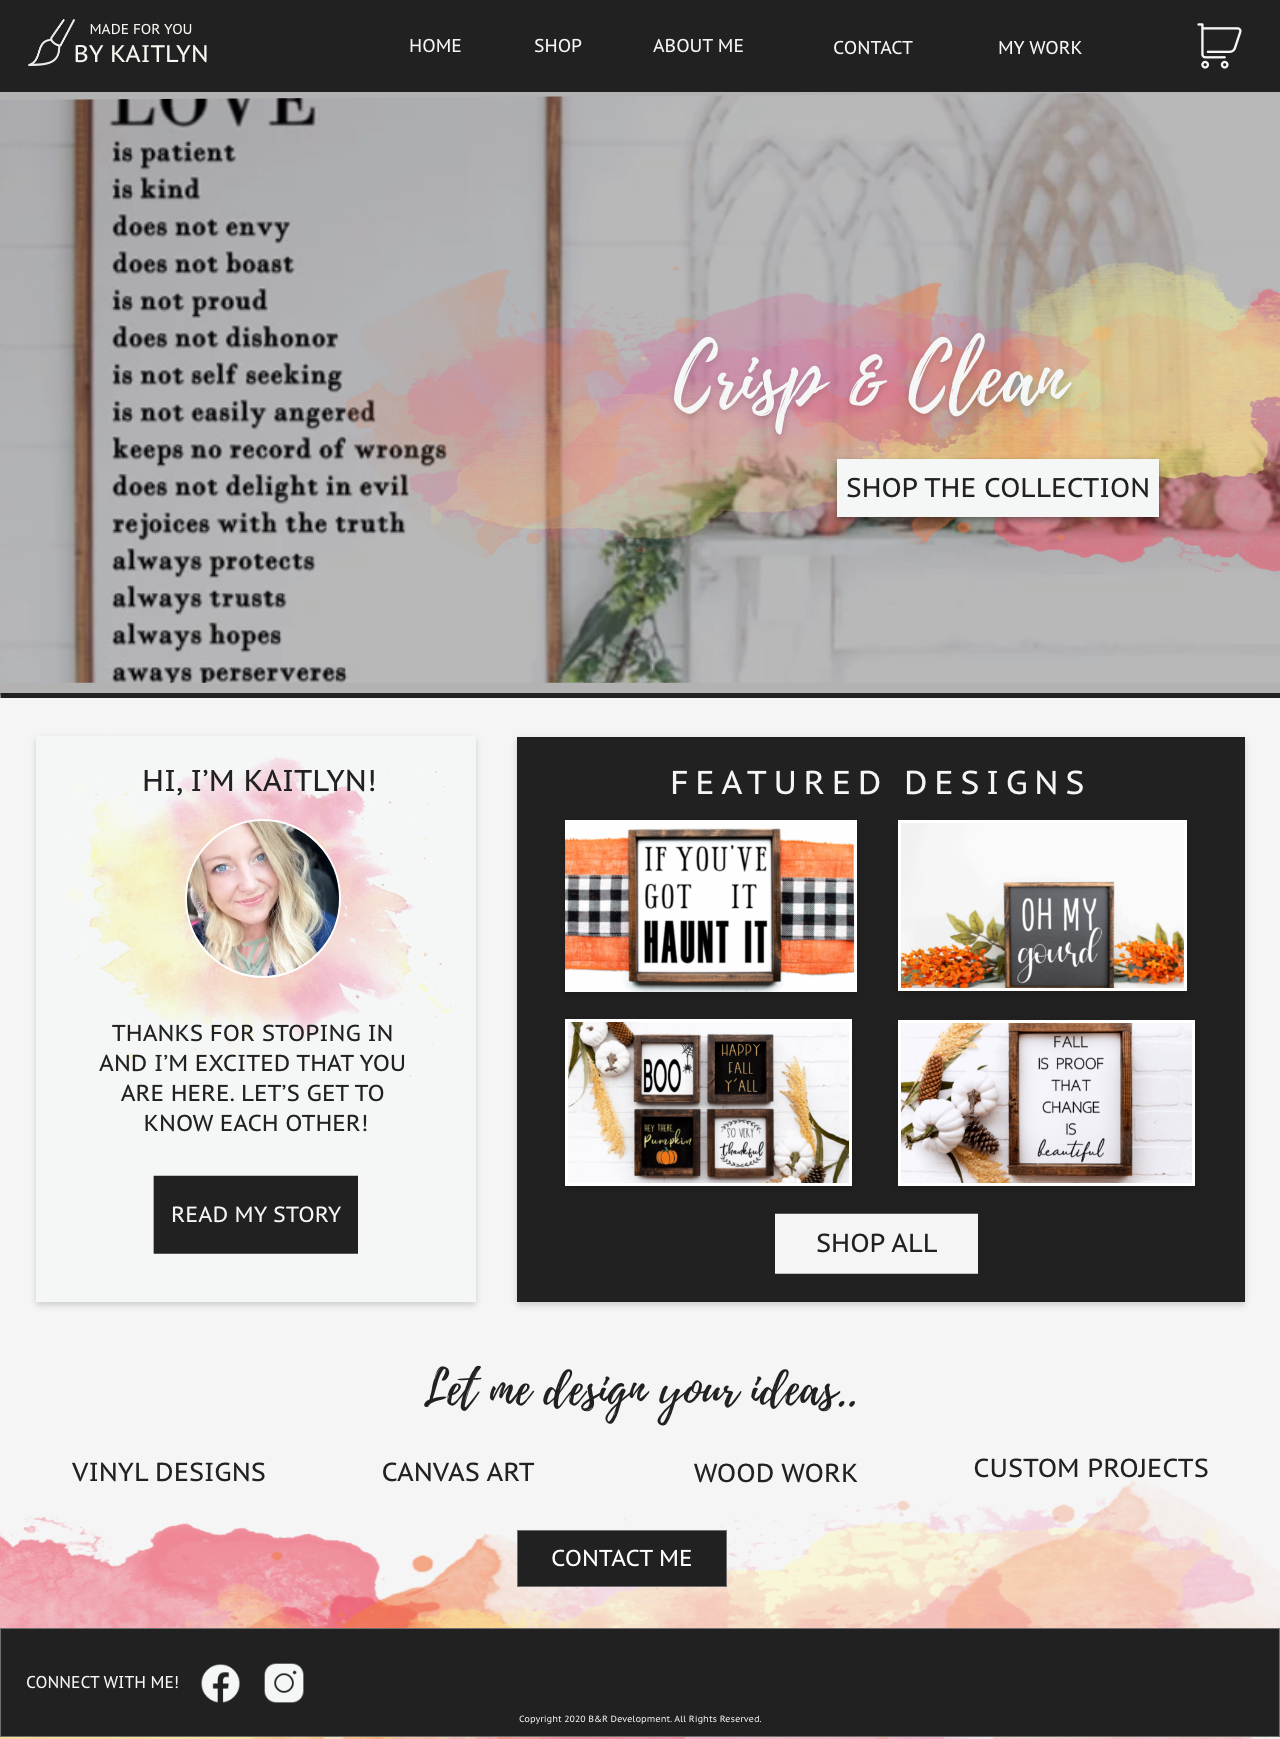 MADE FOR YOU
BY KAITLYN
HOME
SHOP
ABOUT ME
CONTACT
MY WORK
LOVE
is patient
is kind
does not envy
does not boast
is not proud
does not dishonor
is not self seeking
is not easily angered
keeps no record of wrongs
does not delight in evil
rejoices with the truth
always protects
always trusts
always hopes
aways perserveres
Crisp & Clean
SHOP THE COLLECTION
HI, I'M KAITLYN!
THANKS FOR STOPING IN
AND I'M EXCITED THAT YOU
ARE HERE. LET'S GET TO
KNOW EACH OTHER!
READ MY STORY
FEATURED DESIGNS
IF YOU'VE
GOT IT
HAUNT IT
OH MY
gourd
BOO
HAPPY
FALL
Y'ALL
HEY THERE,
Pumpkin
SO VERY
thankful
FALL
IS PROOF
THAT
CHANGE
IS
beautiful
SHOP ALL
Let me design your ideas..
VINYL DESIGNS
CANVAS ART
WOOD WORK
CUSTOM PROJECTS
CONTACT ME
CONNECT WITH ME!
Copyright 2020 B&R Development. All Rights Reserved.